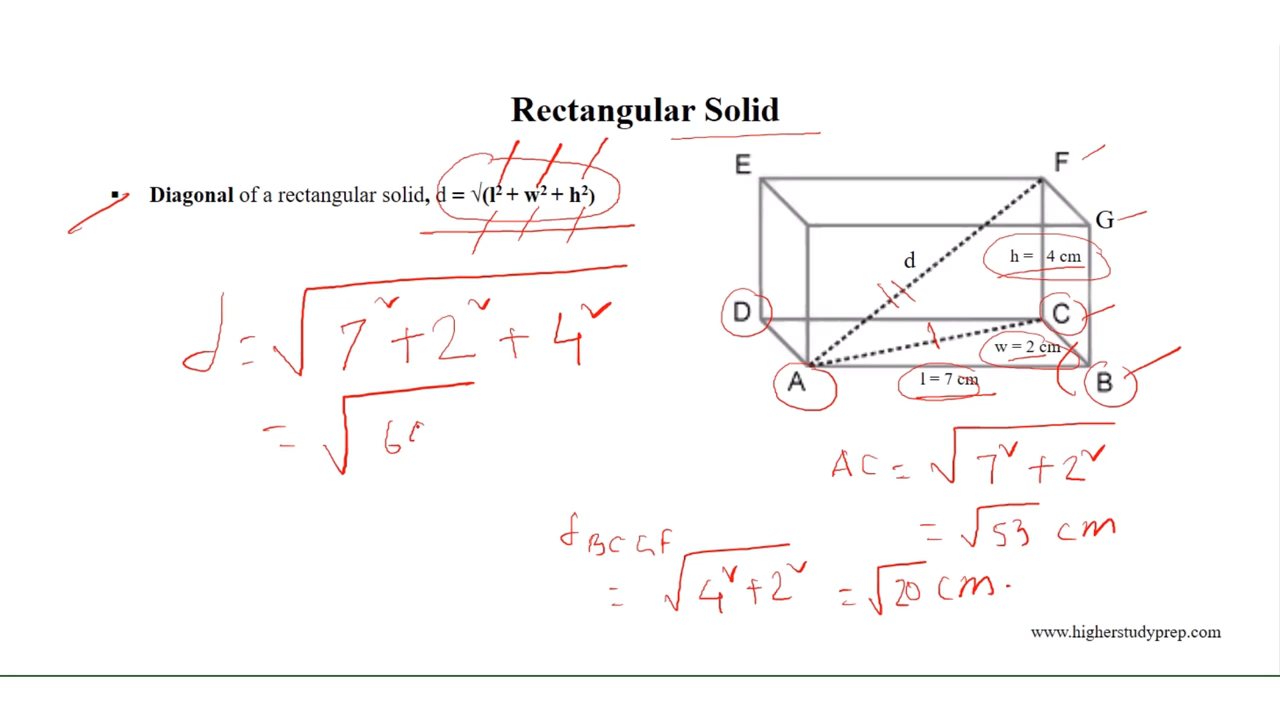 Rectangular Solid
▪ Diagonal of a rectangular solid, d = √(l² + w² + h²)
E
F
G
d
h = 4 cm
D
C
w = 2 cm
A
l = 7 cm
B
d = √7² + 2² + 4²
= √6
AC = √7² + 2²
= √53 cm
d BCGF
= √4² + 2² = √20 cm.
www.higherstudyprep.com